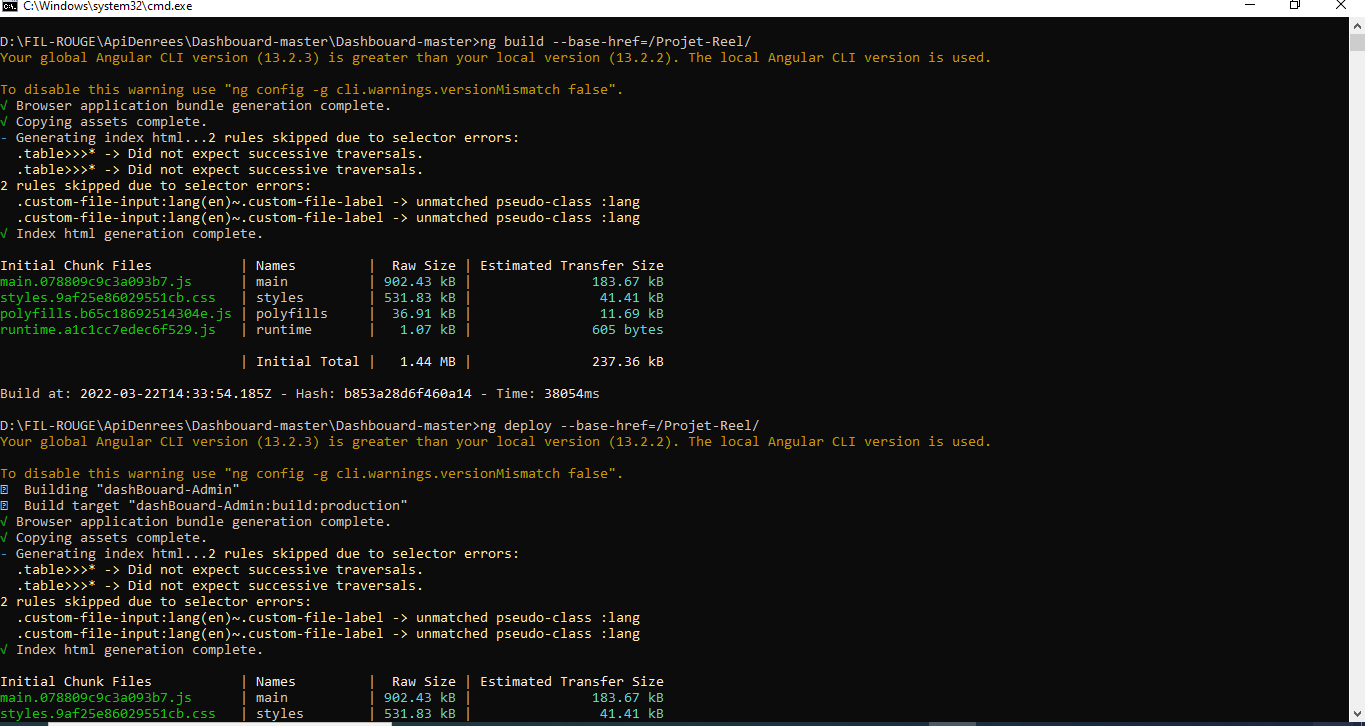 C:\Windows\system32\cmd.exe
D:\FIL-ROUGE\ApiDenrees\Dashbouard-master\Dashbouard-master>ng build --base-href=/Projet-Reel/
Your global Angular CLI version (13.2.3) is greater than your local version (13.2.2). The local Angular CLI version is used.
To disable this warning use "ng config -g cli.warnings.versionMismatch false".
√ Browser application bundle generation complete.
√ Copying assets complete.
- Generating index html...2 rules skipped due to selector errors:
  .table>>>* -> Did not expect successive traversals.
  .table>>>* -> Did not expect successive traversals.
2 rules skipped due to selector errors:
  .custom-file-input:lang(en)~.custom-file-label -> unmatched pseudo-class :lang
  .custom-file-input:lang(en)~.custom-file-label -> unmatched pseudo-class :lang
√ Index html generation complete.
Initial Chunk Files           | Names         |  Raw Size | Estimated Transfer Size
main.078809c9c3a093b7.js      | main          | 902.43 kB |               183.67 kB
styles.9af25e86029551cb.css   | styles        | 531.83 kB |                41.41 kB
polyfills.b65c18692514304e.js | polyfills     |  36.91 kB |                11.69 kB
runtime.a1c1cc7edec6f529.js   | runtime       |   1.07 kB |               605 bytes
                              | Initial Total |   1.44 MB |               237.36 kB
Build at: 2022-03-22T14:33:54.185Z - Hash: b853a28d6f460a14 - Time: 38054ms
D:\FIL-ROUGE\ApiDenrees\Dashbouard-master\Dashbouard-master>ng deploy --base-href=/Projet-Reel/
Your global Angular CLI version (13.2.3) is greater than your local version (13.2.2). The local Angular CLI version is used.
To disable this warning use "ng config -g cli.warnings.versionMismatch false".
Building "dashBouard-Admin"
Build target "dashBouard-Admin:build:production"
√ Browser application bundle generation complete.
√ Copying assets complete.
- Generating index html...2 rules skipped due to selector errors:
  .table>>>* -> Did not expect successive traversals.
  .table>>>* -> Did not expect successive traversals.
2 rules skipped due to selector errors:
  .custom-file-input:lang(en)~.custom-file-label -> unmatched pseudo-class :lang
  .custom-file-input:lang(en)~.custom-file-label -> unmatched pseudo-class :lang
√ Index html generation complete.
Initial Chunk Files           | Names         |  Raw Size | Estimated Transfer Size
main.078809c9c3a093b7.js      | main          | 902.43 kB |               183.67 kB
styles.9af25e86029551cb.css   | styles        | 531.83 kB |                41.41 kB